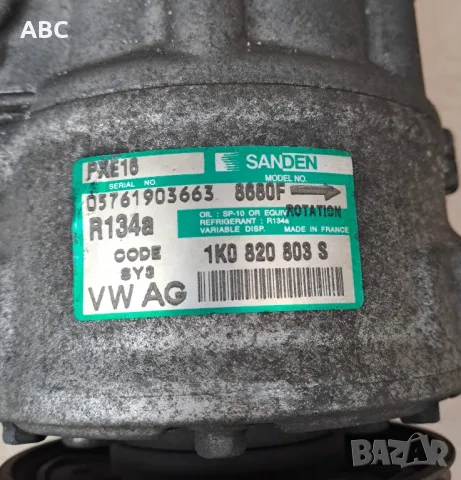 ABC
PXE16
SANDEN
SERIAL NO.
MODEL NO.
05761903663 8680F
ROTATION
R134a
OIL : SP-10 OR EQUIV
REFRIGERANT : R134a
VARIABLE DISP. MADE IN FRANCE
CODE
SY3
1K0 820 803 S
VW AG
BAZAR